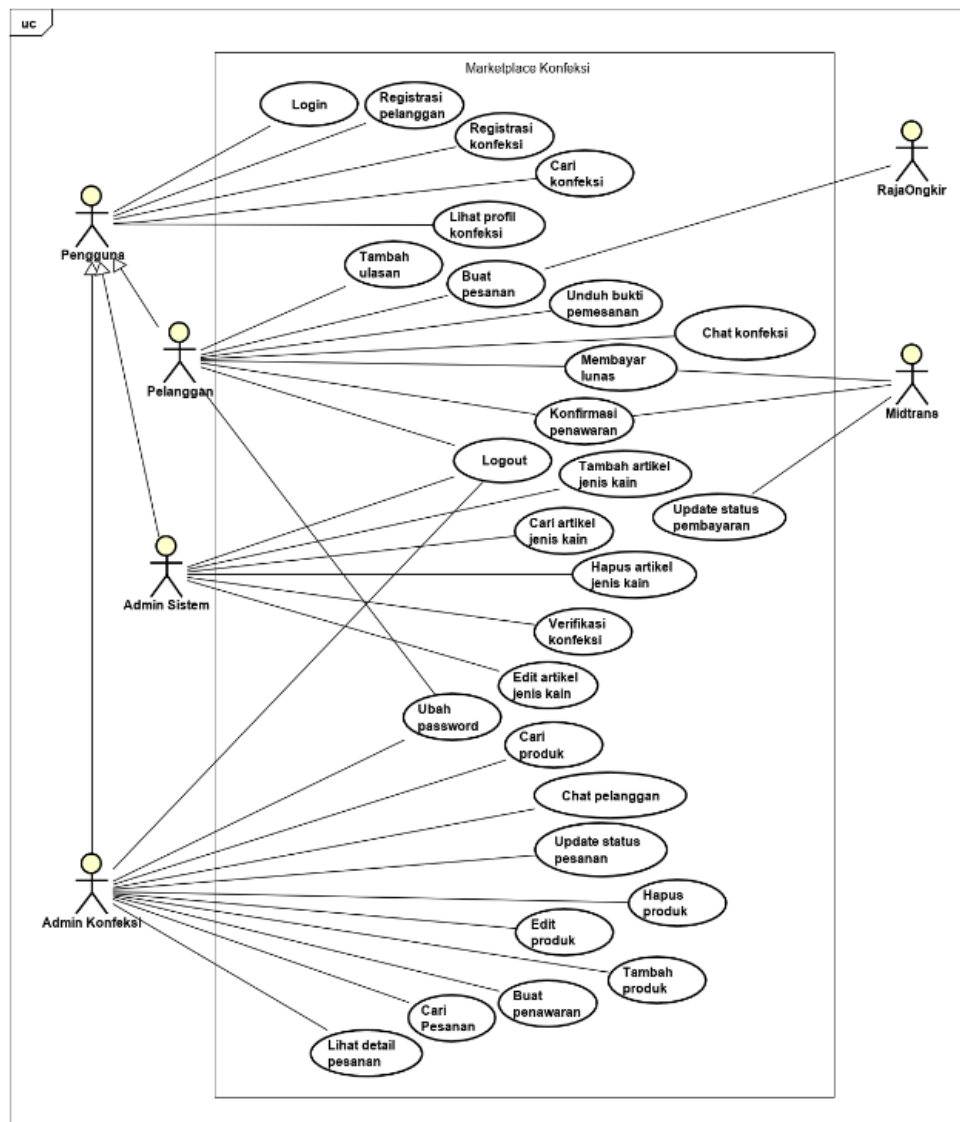 uc
Marketplace Konfeksi
Login
Registrasi
pelanggan
Registrasi
konfeksi
Cari
konfeksi
RajaOngkir
Lihat profil
konfeksi
Pengguna
Tambah
ulasan
Buat
pesanan
Unduh bukti
pemesanan
Chat konfeksi
Membayar
lunas
Pelanggan
Midtrans
Konfirmasi
penawaran
Logout
Tambah artikel
jenis kain
Update status
pembayaran
Cari artikel
jenis kain
Hapus artikel
jenis kain
Admin Sistem
Verifikasi
konfeksi
Edit artikel
jenis kain
Ubah
password
Cari
produk
Chat pelanggan
Update status
pesanan
Hapus
produk
Admin Konfeksi
Edit
produk
Tambah
produk
Buat
penawaran
Cari
Pesanan
Lihat detail
pesanan